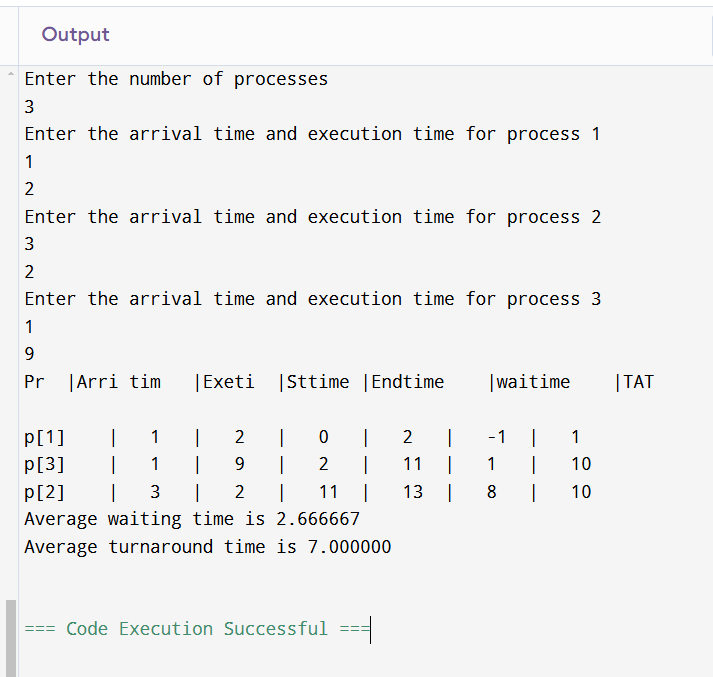 Output
Enter the number of processes
3
Enter the arrival time and execution time for process 1
1
2
Enter the arrival time and execution time for process 2
3
2
Enter the arrival time and execution time for process 3
1
9
Pr  |Arri tim   |Exeti  |Sttime |Endtime    |waitime    |TAT
p[1]    |   1   |   2   |   0   |   2   |   -1  |   1
p[3]    |   1   |   9   |   2   |   11  |   1   |   10
p[2]    |   3   |   2   |   11  |   13  |   8   |   10
Average waiting time is 2.666667
Average turnaround time is 7.000000
=== Code Execution Successful ===